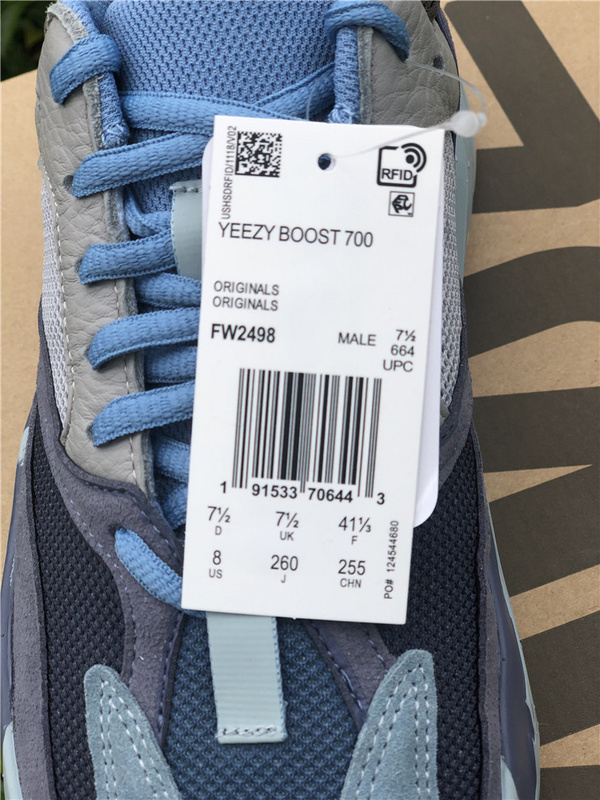 USHSDRFID/1118/V02
RFID
YEEZY BOOST 700
ORIGINALS
ORIGINALS
FW2498
MALE 7½
664
UPC
1 91533 70644 3
7½ 7½ 41⅓
D UK F
8 260 255
US J CHN
PO# 124544680